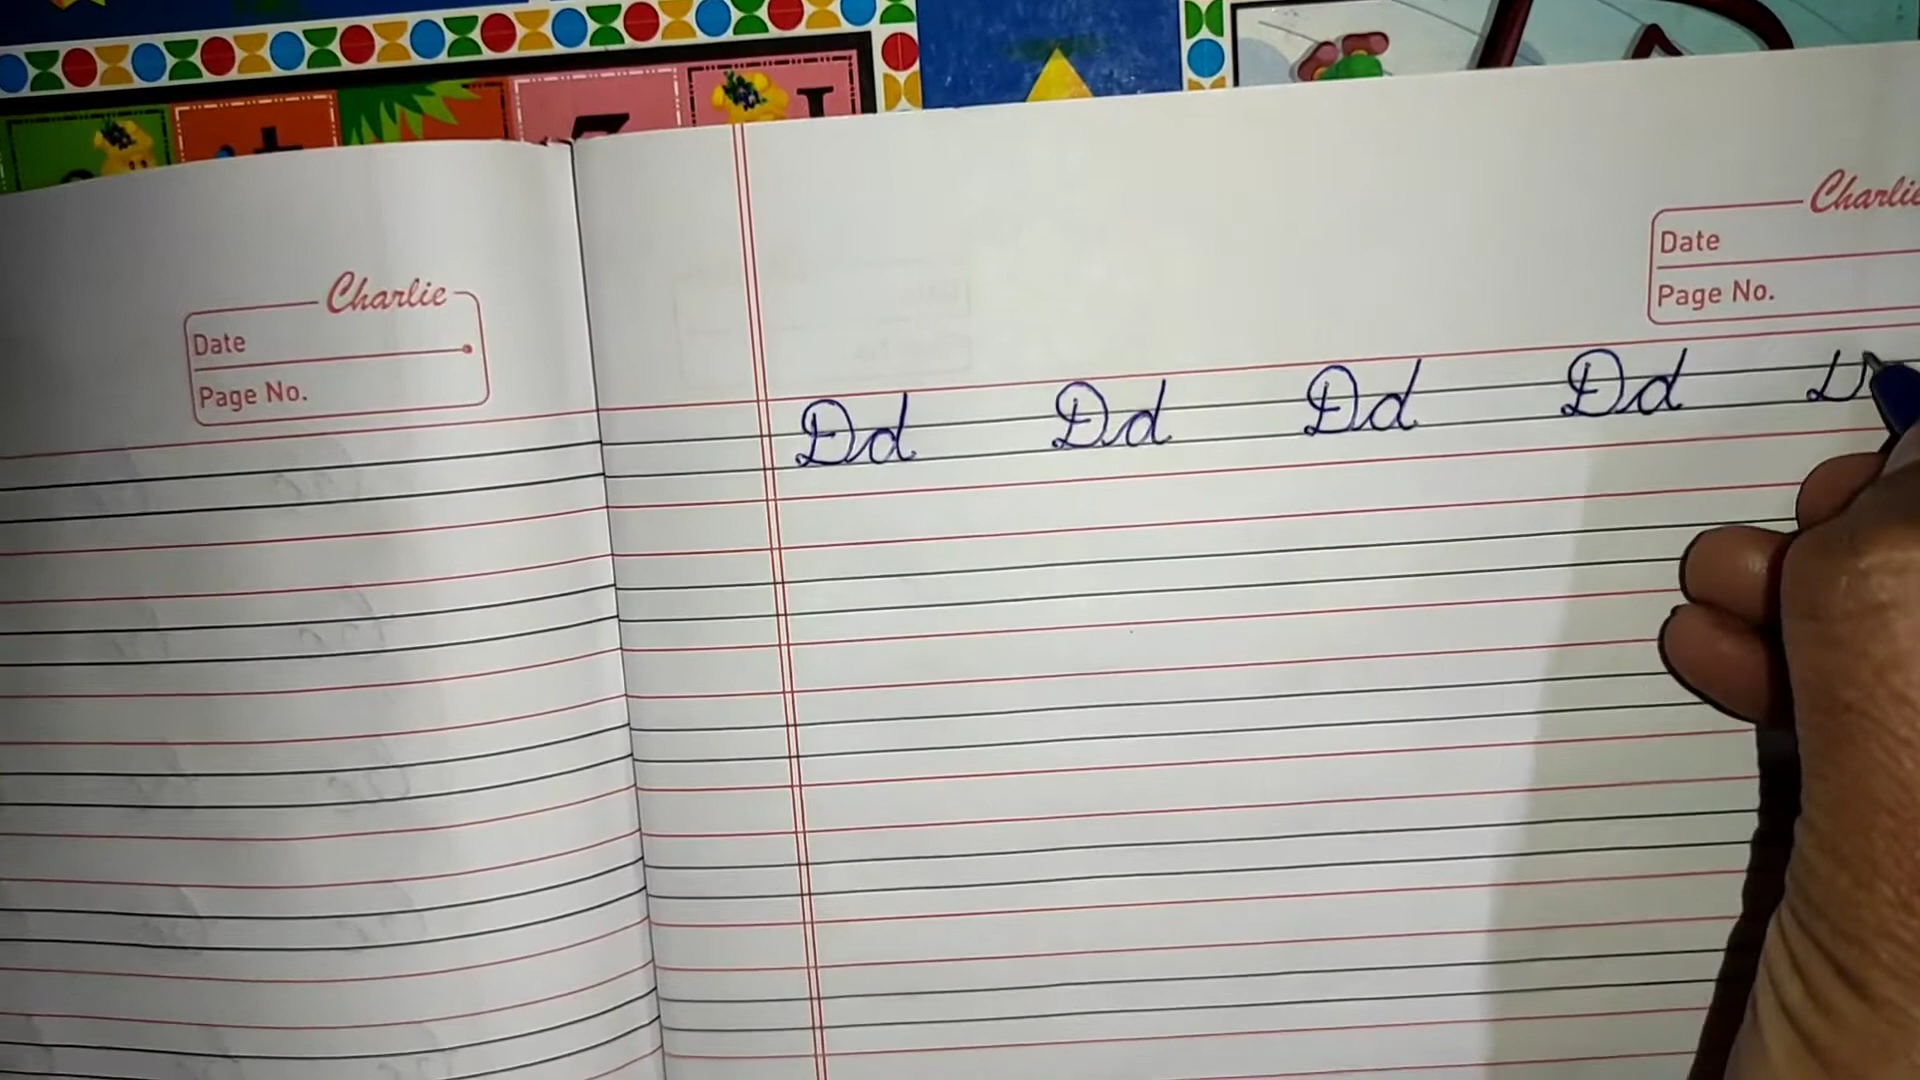 Charlie
Date
Page No.
Charlie
Date
Page No.
Dd Dd Dd Dd